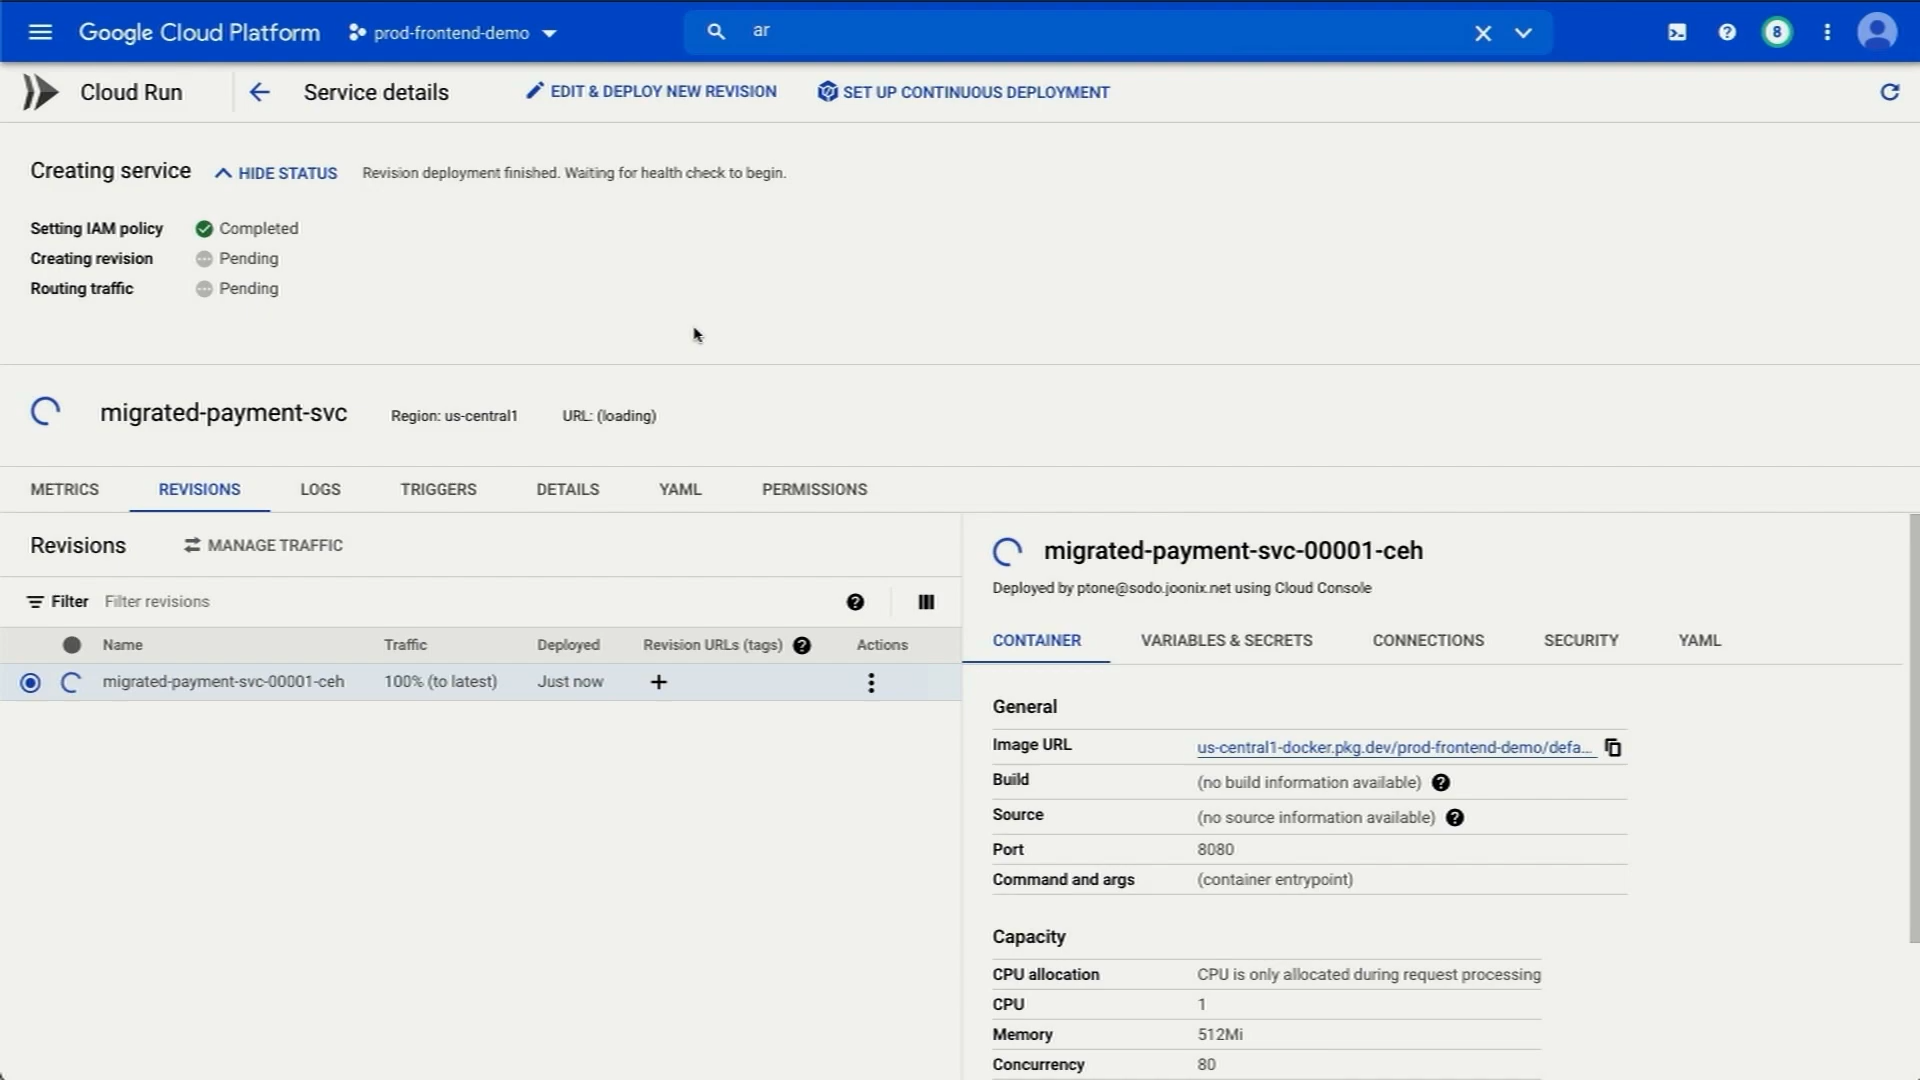 Google Cloud Platform prod-frontend-demo ar 8
Cloud Run Service details EDIT & DEPLOY NEW REVISION SET UP CONTINUOUS DEPLOYMENT
Creating service HIDE STATUS Revision deployment finished. Waiting for health check to begin.
Setting IAM policy Completed
Creating revision Pending
Routing traffic Pending
migrated-payment-svc Region: us-central1 URL: (loading)
METRICS REVISIONS LOGS TRIGGERS DETAILS YAML PERMISSIONS
Revisions MANAGE TRAFFIC
Filter Filter revisions
Name Traffic Deployed Revision URLs (tags) Actions
migrated-payment-svc-00001-ceh 100% (to latest) Just now
migrated-payment-svc-00001-ceh
Deployed by ptone@sodo.joonix.net using Cloud Console
CONTAINER VARIABLES & SECRETS CONNECTIONS SECURITY YAML
General
Image URL us-central1-docker.pkg.dev/prod-frontend-demo/defa...
Build (no build information available)
Source (no source information available)
Port 8080
Command and args (container entrypoint)
Capacity
CPU allocation CPU is only allocated during request processing
CPU 1
Memory 512Mi
Concurrency 80